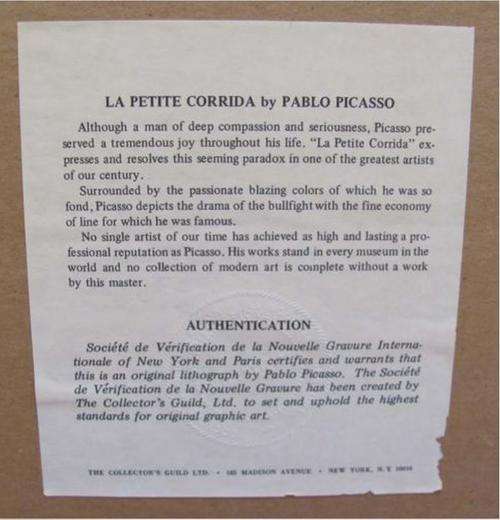 LA PETITE CORRIDA by PABLO PICASSO
Although a man of deep compassion and seriousness, Picasso pre-
served a tremendous joy throughout his life. "La Petite Corrida" ex-
presses and resolves this seeming paradox in one of the greatest artists
of our century.
Surrounded by the passionate blazing colors of which he was so
fond, Picasso depicts the drama of the bullfight with the fine economy
of line for which he was famous.
No single artist of our time has achieved as high and lasting a pro-
fessional reputation as Picasso. His works stand in every museum in the
world and no collection of modern art is complete without a work
by this master.
AUTHENTICATION
Société de Vérification de la Nouvelle Gravure Interna-
tionale of New York and Paris certifies and warrants that
this is an original lithograph by Pablo Picasso. The Société
de Vérification de la Nouvelle Gravure has been created by
The Collector's Guild, Ltd. to set and uphold the highest
standards for original graphic art.
THE COLLECTOR'S GUILD LTD. • 185 MADISON AVENUE • NEW YORK, N.Y. 10016